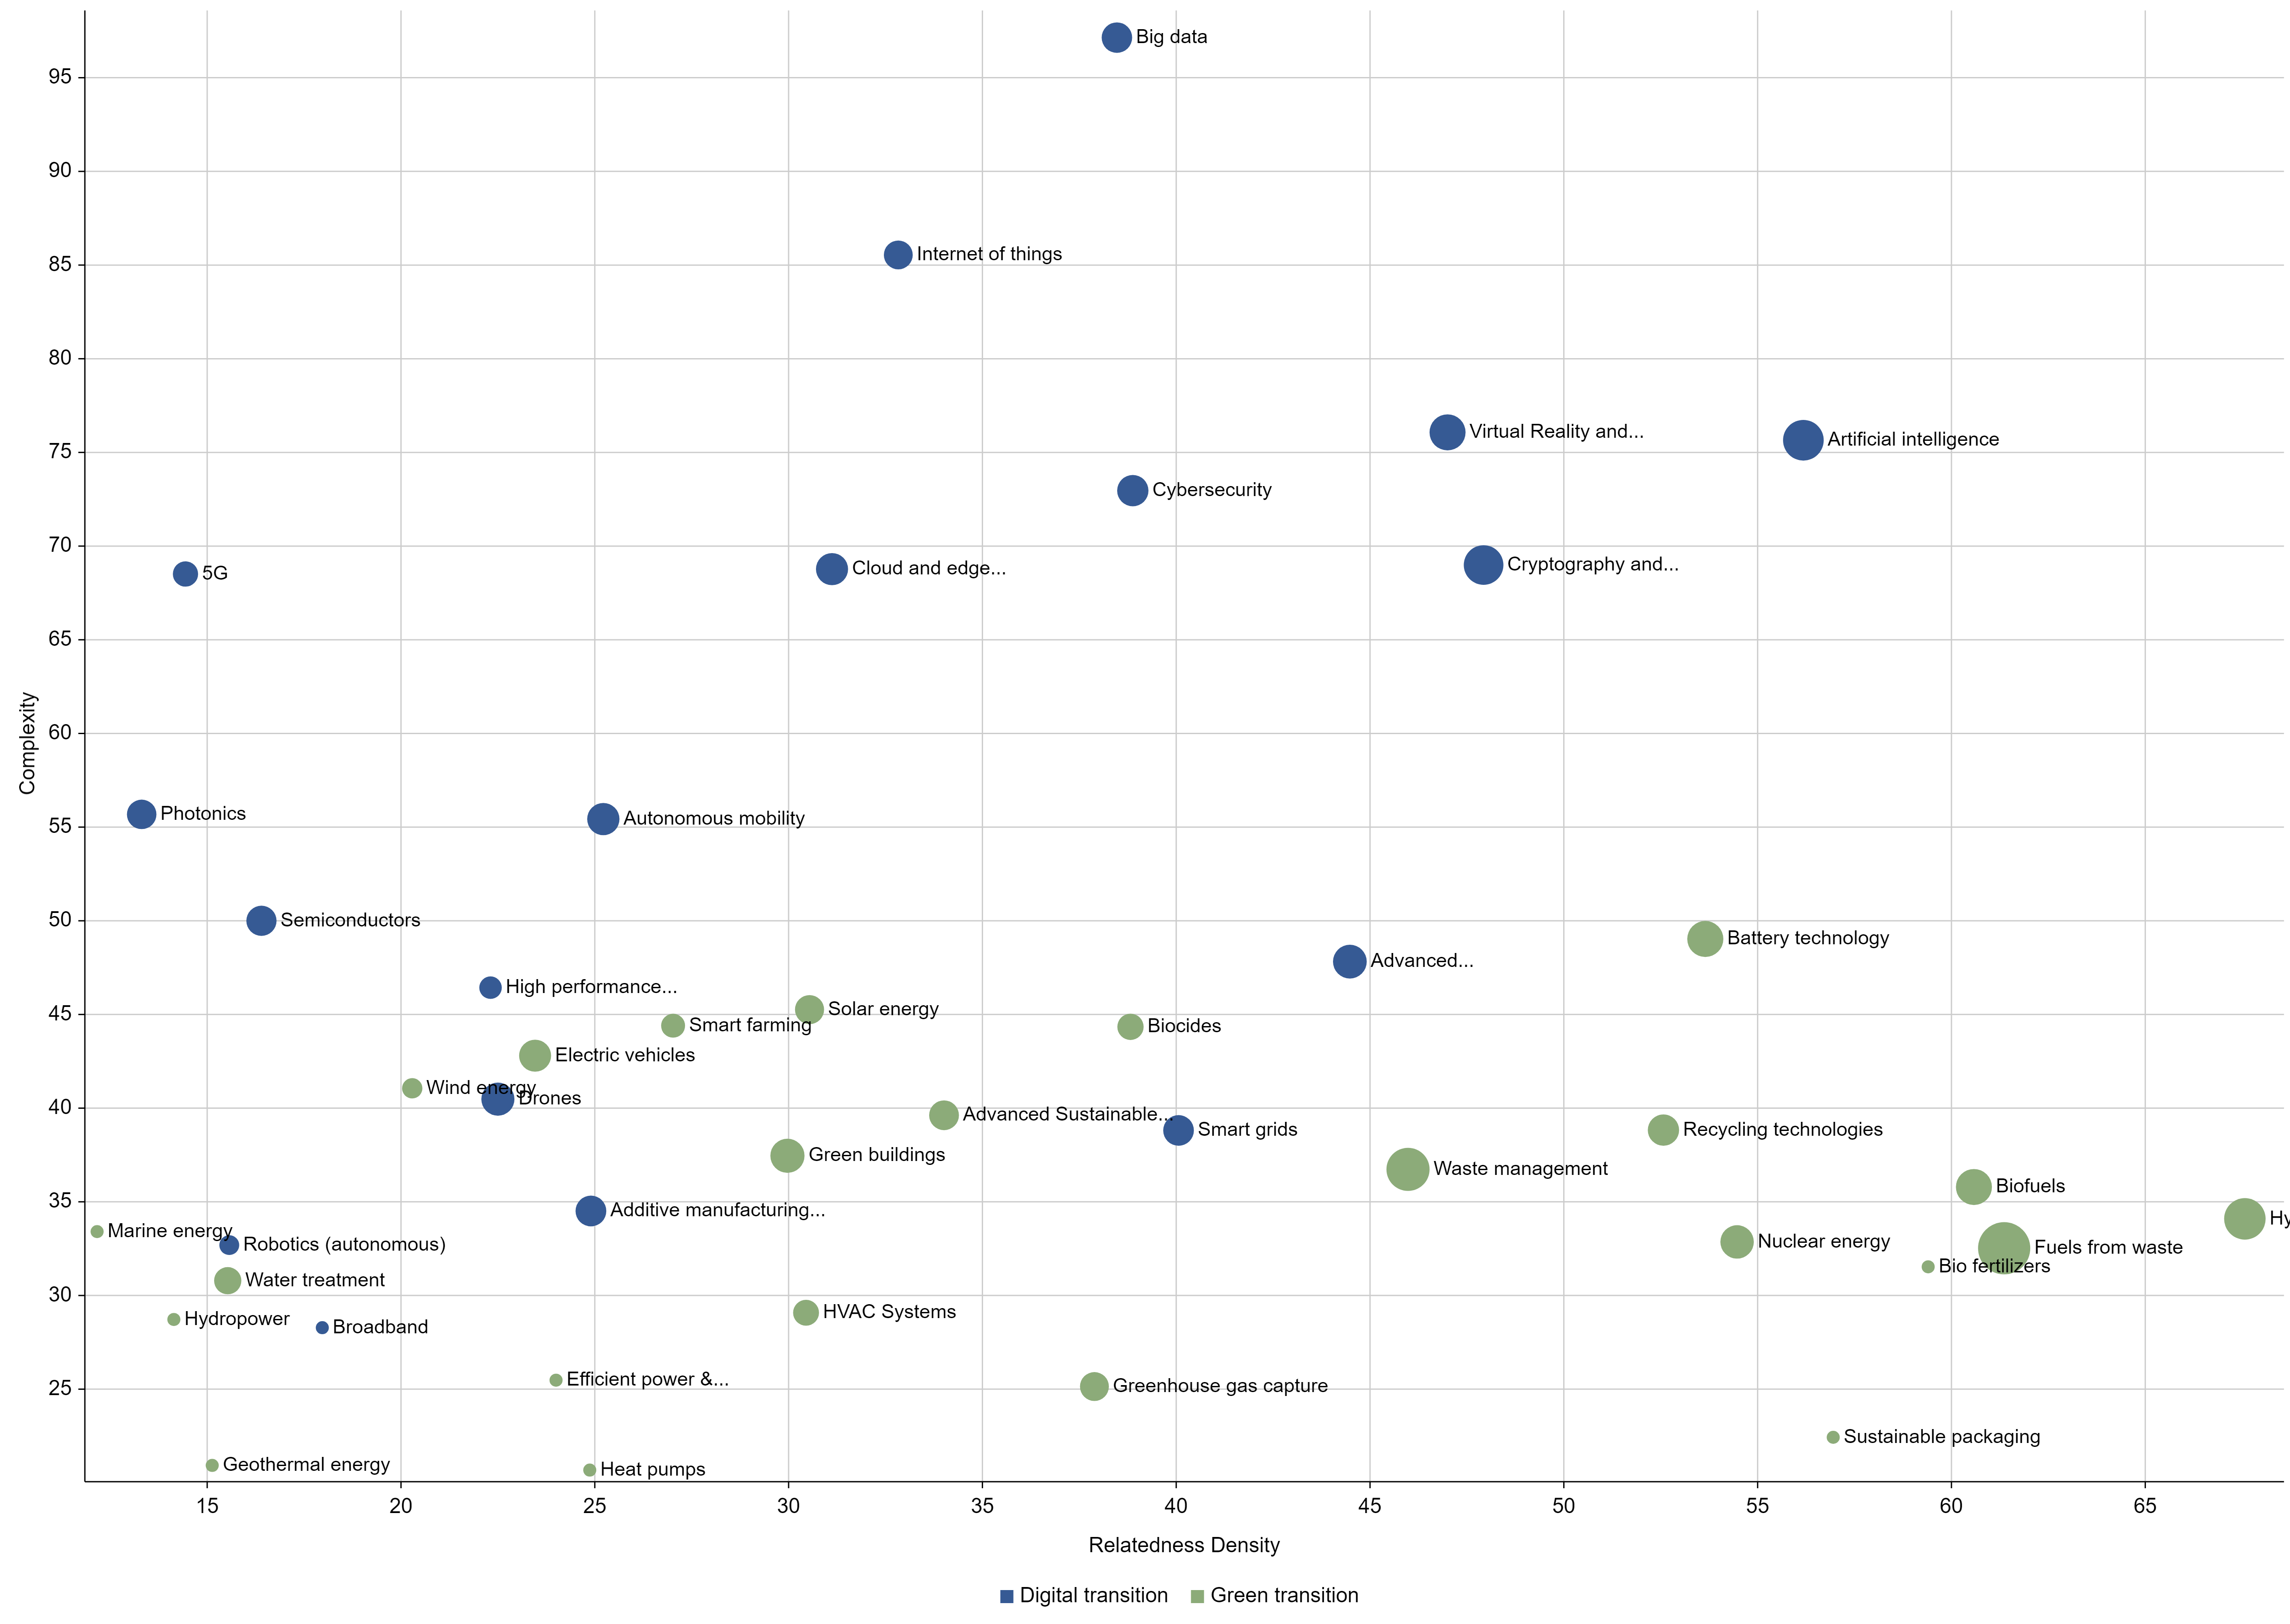 Big data
95
90
Internet of things
85
80
Virtual Reality and...
Artificial intelligence
75
Cybersecurity
70
Cloud and edge...
Cryptography and...
5G
65
Complexity
60
Photonics
Autonomous mobility
55
Semiconductors
50
Battery technology
Advanced...
High performance...
Solar energy
45
Smart farming
Biocides
Electric vehicles
Wind energy
Drones
40
Advanced Sustainable...
Smart grids
Recycling technologies
Green buildings
Waste management
Biofuels
35
Additive manufacturing...
Hy
Marine energy
Robotics (autonomous)
Nuclear energy
Fuels from waste
Bio fertilizers
Water treatment
30
Hydropower
Broadband
HVAC Systems
Efficient power &...
Greenhouse gas capture
25
Sustainable packaging
Geothermal energy
Heat pumps
15 20 25 30 35 40 45 50 55 60 65
Relatedness Density
Digital transition Green transition